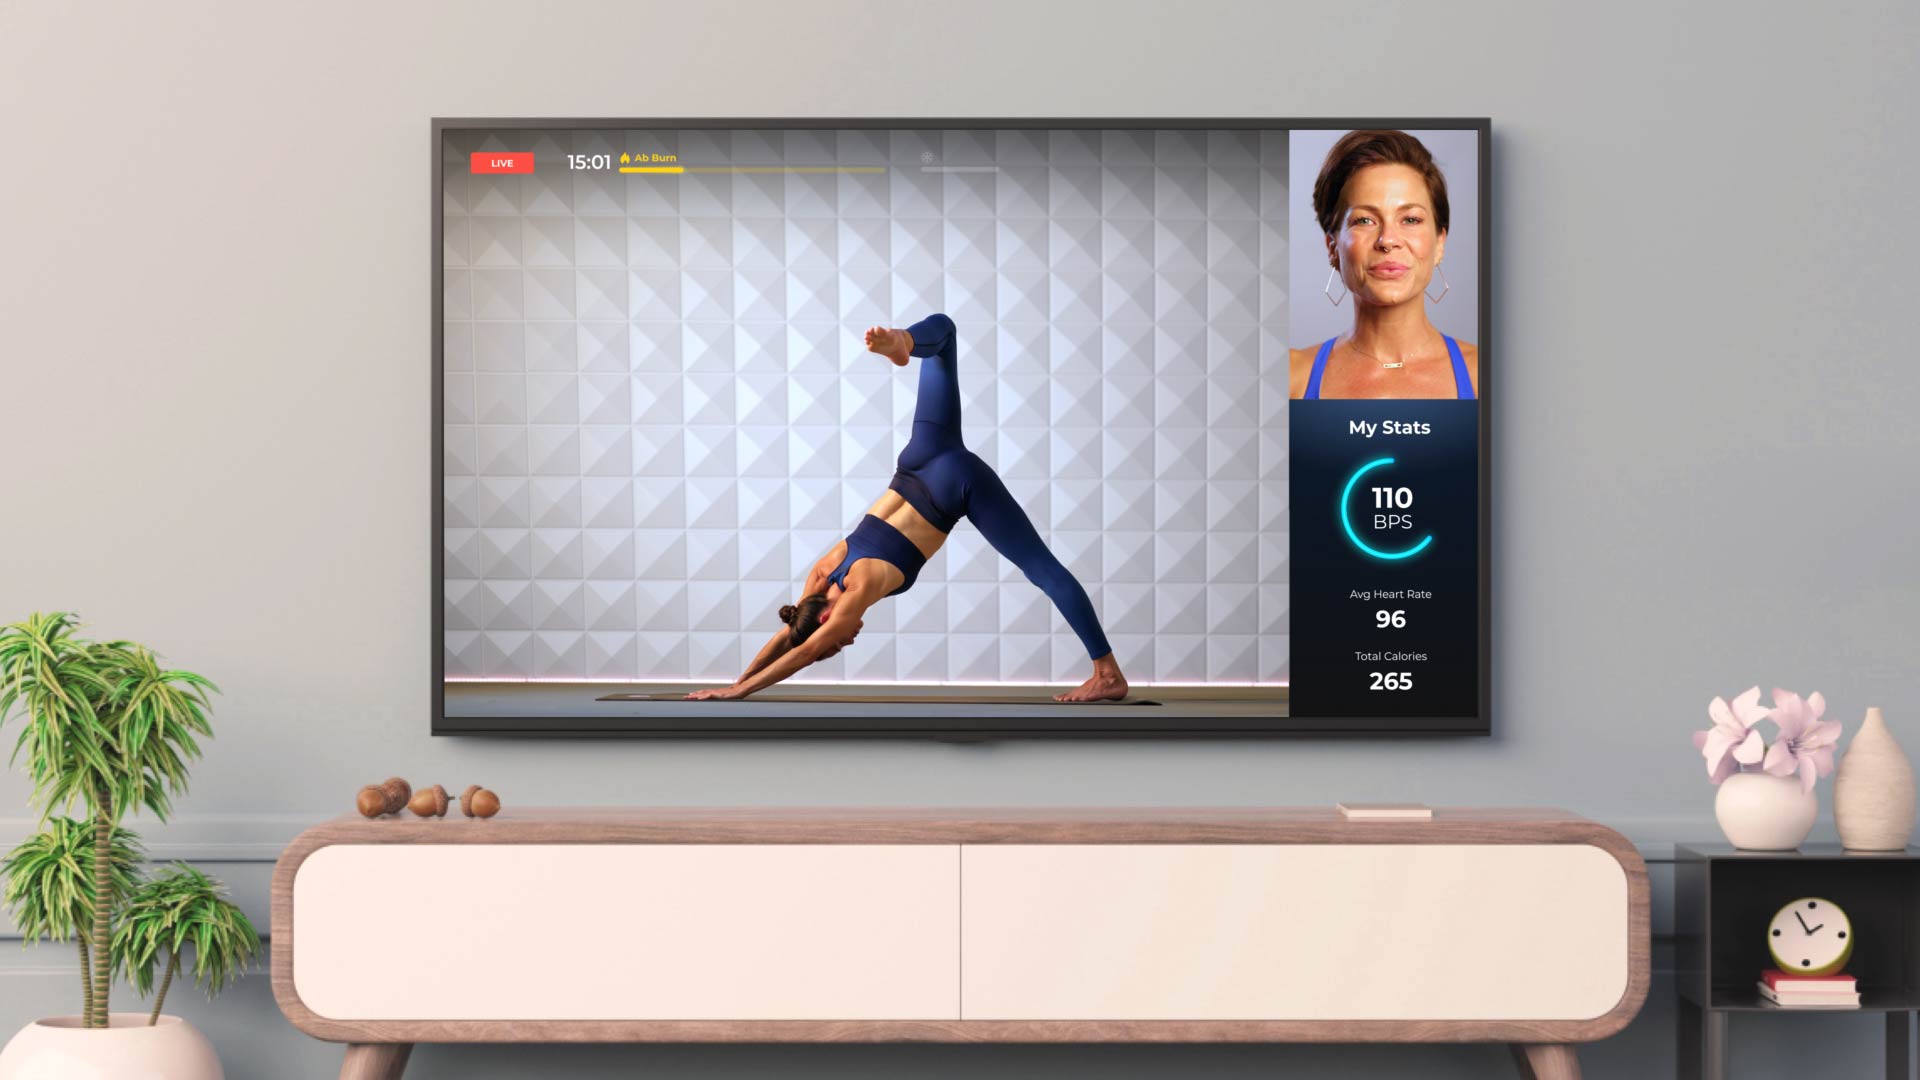 LIVE
15:01
Ab Burn
My Stats
110
BPS
Avg Heart Rate
96
Total Calories
265